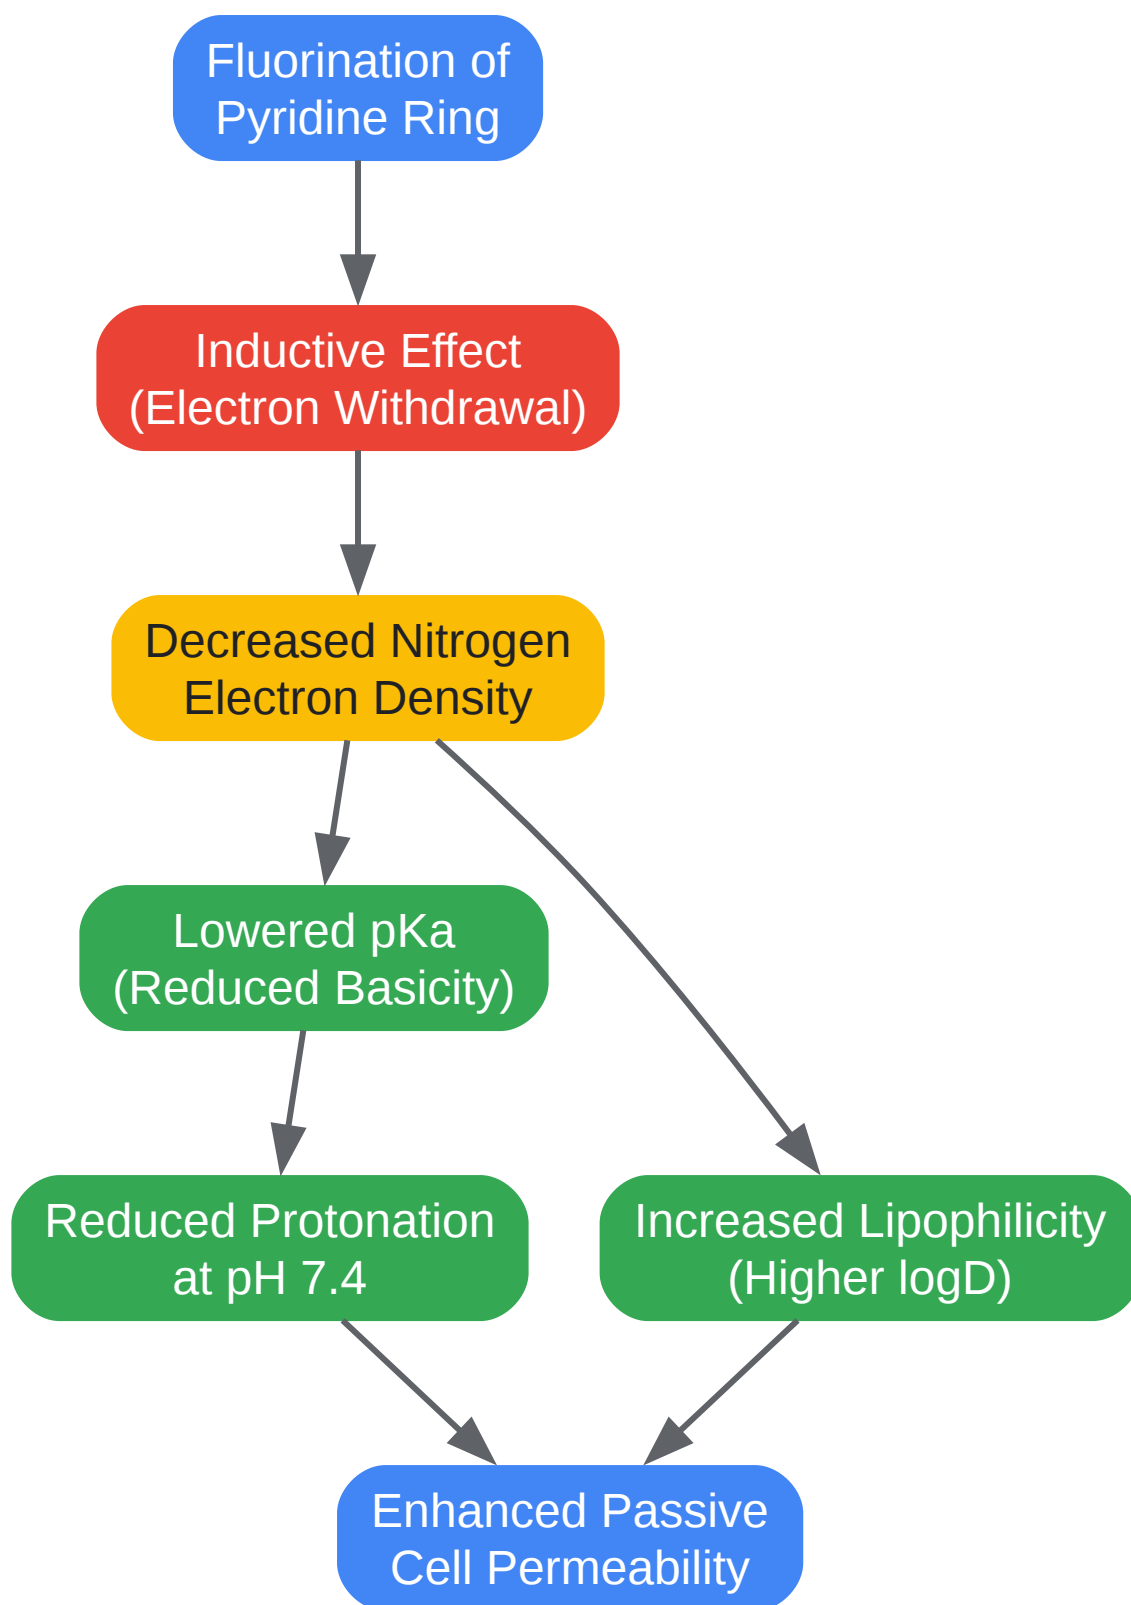 Fluorination of
Pyridine Ring
Inductive Effect
(Electron Withdrawal)
Decreased Nitrogen
Electron Density
Lowered pKa
(Reduced Basicity)
Reduced Protonation
at pH 7.4
Increased Lipophilicity
(Higher logD)
Enhanced Passive
Cell Permeability